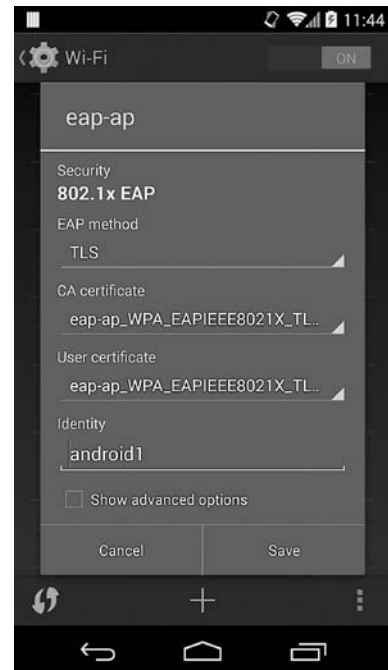 11:44
Wi-Fi
ON
eap-ap
Security
802.1x EAP
EAP method
TLS
CA certificate
eap-ap_WPA_EAPIEEE8021X_TL..
User certificate
eap-ap_WPA_EAPIEEE8021X_TL..
Identity
android1
Show advanced options
Cancel
Save